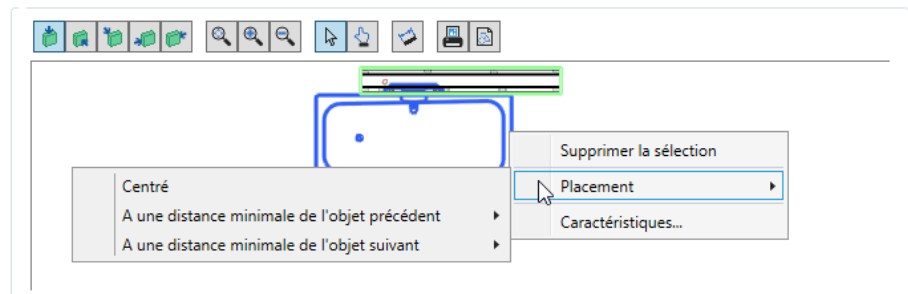 Supprimer la sélection
Placement
Caractéristiques...
Centré
A une distance minimale de l'objet précédent
A une distance minimale de l'objet suivant